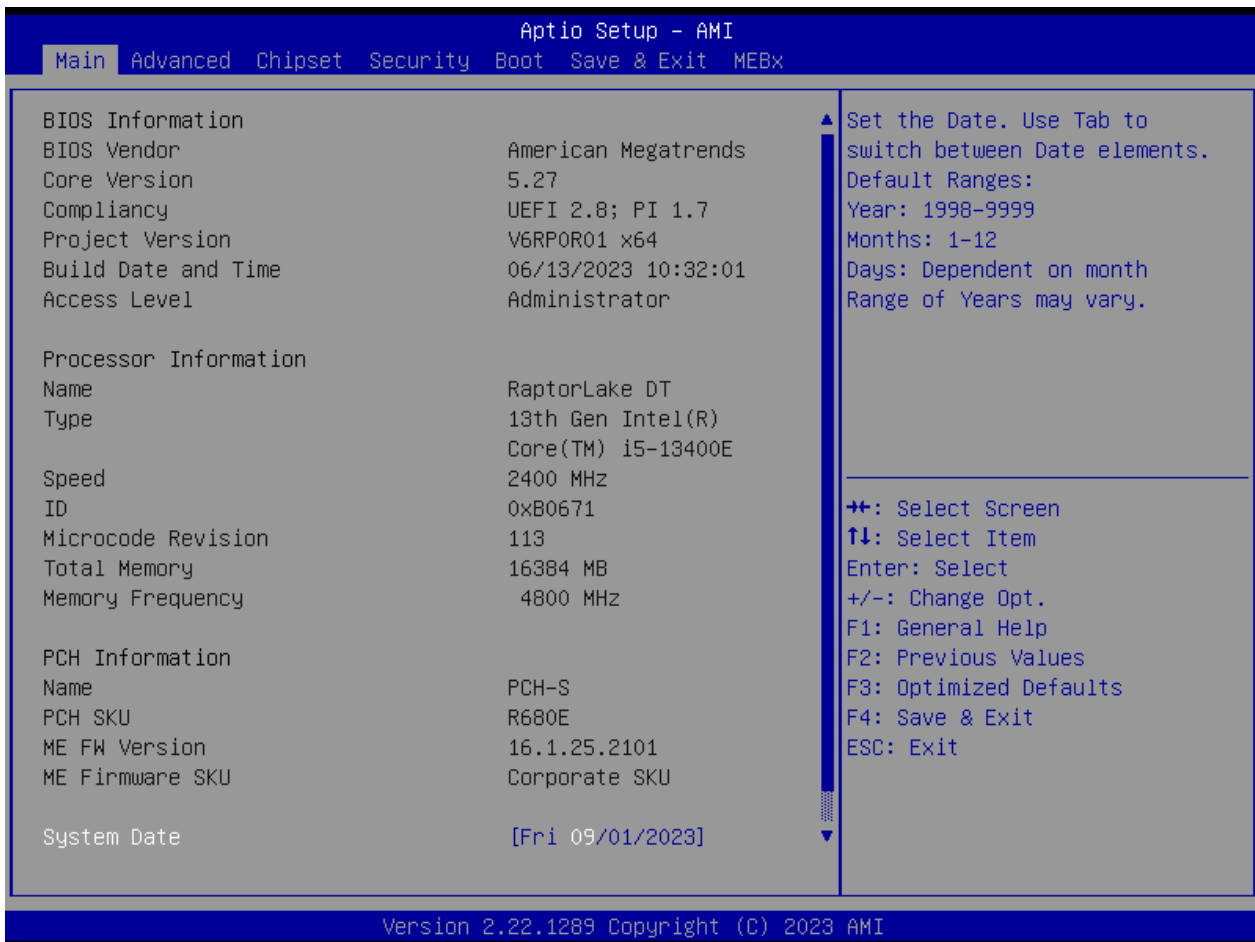 Aptio Setup – AMI
Main Advanced Chipset Security Boot Save & Exit MEBx
BIOS Information
BIOS Vendor American Megatrends
Core Version 5.27
Compliancy UEFI 2.8; PI 1.7
Project Version V6RP0R01 x64
Build Date and Time 06/13/2023 10:32:01
Access Level Administrator
Processor Information
Name RaptorLake DT
Type 13th Gen Intel(R)
Core(TM) i5-13400E
Speed 2400 MHz
ID 0xB0671
Microcode Revision 113
Total Memory 16384 MB
Memory Frequency 4800 MHz
PCH Information
Name PCH-S
PCH SKU R680E
ME FW Version 16.1.25.2101
ME Firmware SKU Corporate SKU
System Date [Fri 09/01/2023]
Set the Date. Use Tab to
switch between Date elements.
Default Ranges:
Year: 1998-9999
Months: 1-12
Days: Dependent on month
Range of Years may vary.
→←: Select Screen
↑↓: Select Item
Enter: Select
+/-: Change Opt.
F1: General Help
F2: Previous Values
F3: Optimized Defaults
F4: Save & Exit
ESC: Exit
Version 2.22.1289 Copyright (C) 2023 AMI